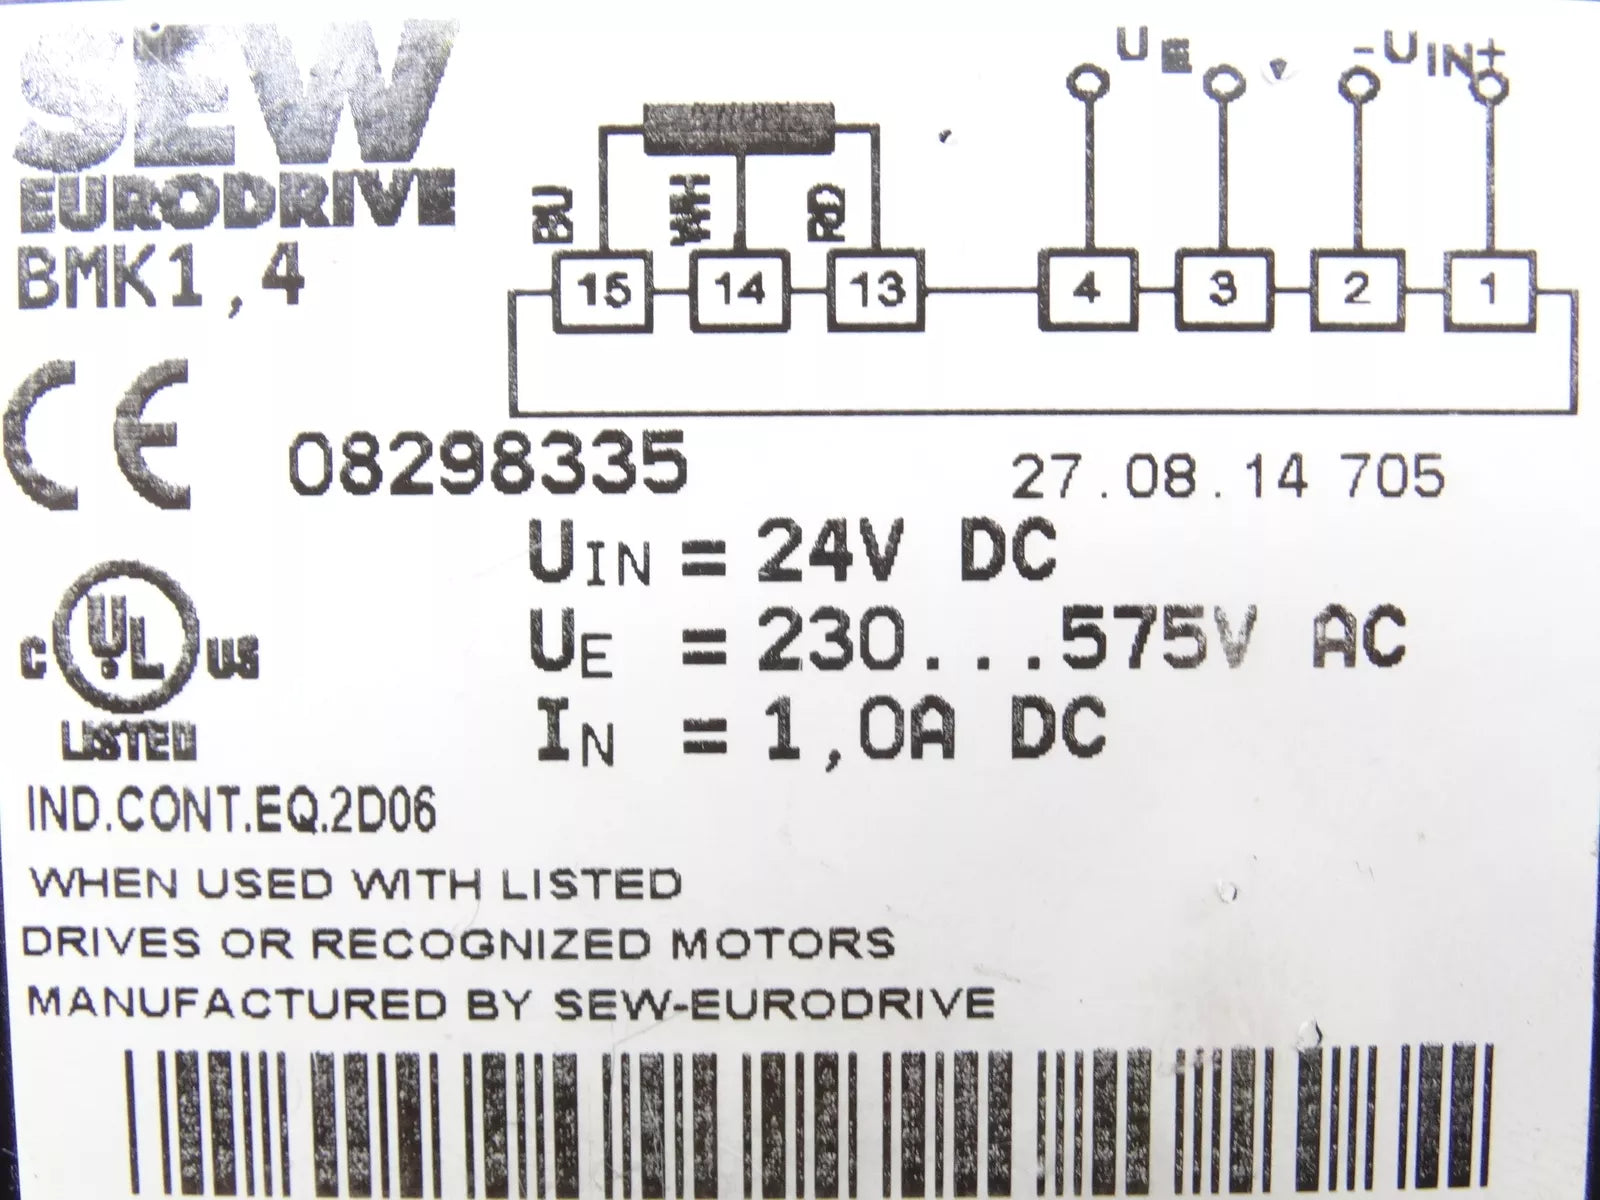 SEW
EURODRIVE
BMK1,4
UE -UIN+
BU WH RD
15 14 13 4 3 2 1
08298335
27.08.14 705
UIN = 24V DC
UE = 230...575V AC
IN = 1,0A DC
CE
C UL US
LISTED
IND.CONT.EQ.2D06
WHEN USED WITH LISTED
DRIVES OR RECOGNIZED MOTORS
MANUFACTURED BY SEW-EURODRIVE